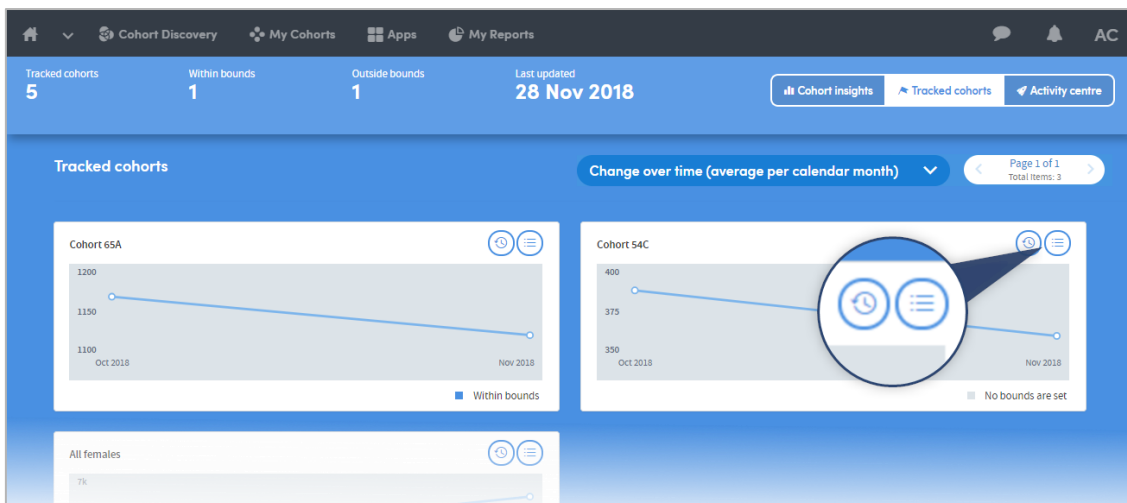 Cohort Discovery My Cohorts Apps My Reports AC
Tracked cohorts Within bounds Outside bounds Last updated
5 1 1 28 Nov 2018
Cohort insights Tracked cohorts Activity centre
Tracked cohorts
Change over time (average per calendar month)
Page 1 of 1
Total Items: 3
Cohort 65A
1200
1150
1100
Oct 2018 Nov 2018
Within bounds
Cohort 54C
400
375
350
Oct 2018 Nov 2018
No bounds are set
All females
7k